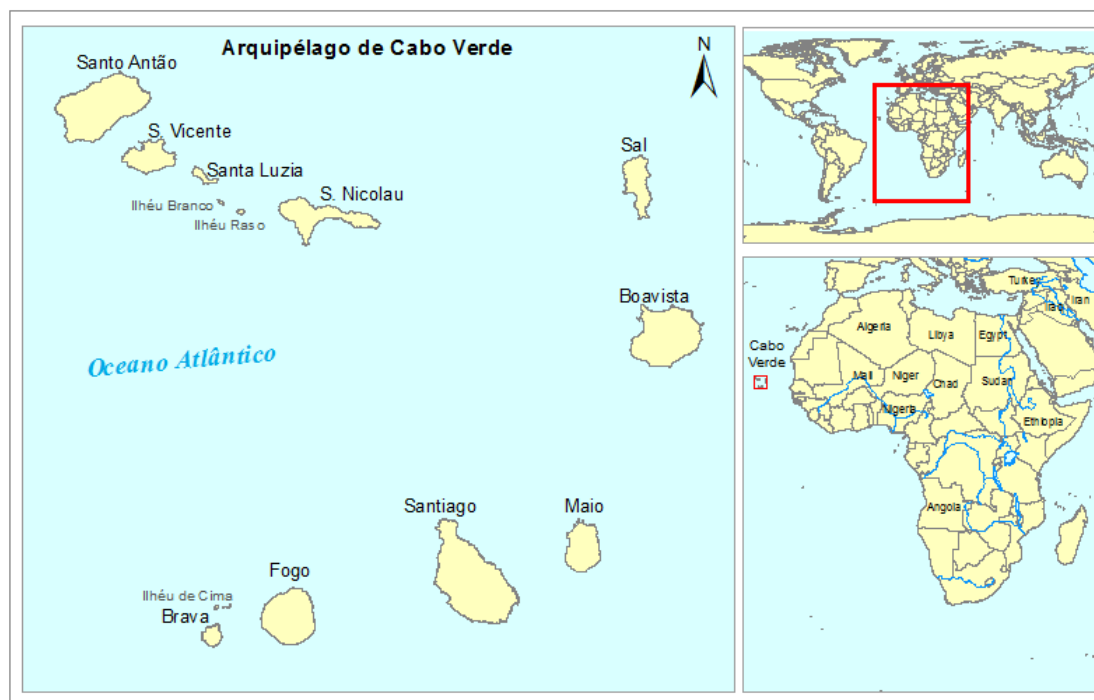 Arquipélago de Cabo Verde
N
Santo Antão
S. Vicente
Santa Luzia
Ilhéu Branco
Ilhéu Raso
S. Nicolau
Sal
Boavista
Oceano Atlântico
Santiago
Maio
Fogo
Ilhéu de Cima
Brava
Turkey
Iraq
Iran
Algeria
Libya
Egypt
Cabo
Verde
Mali
Niger
Chad
Sudan
Nigeria
Ethiopia
Angola